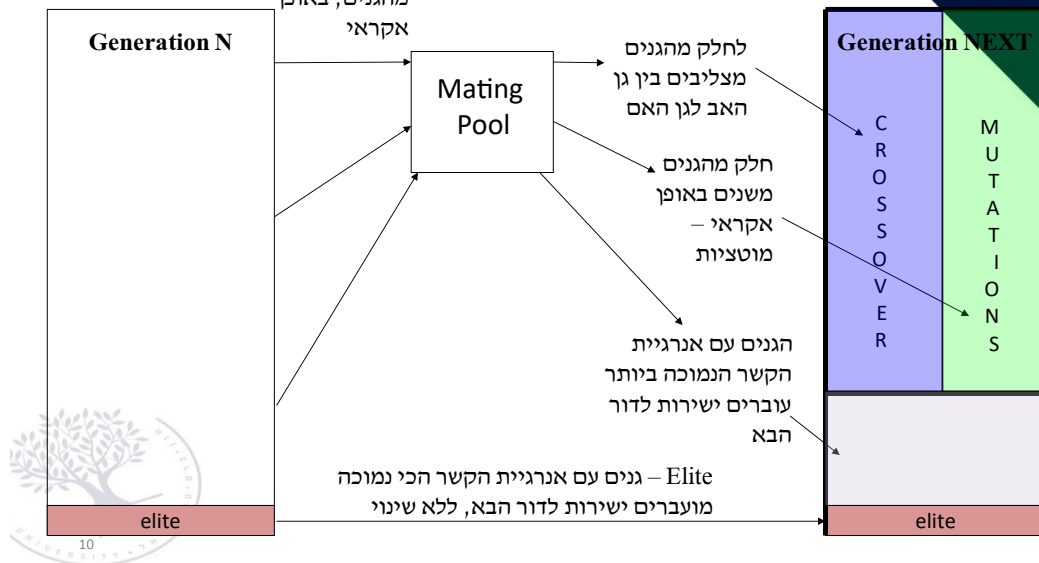 מהגנים, באופן
אקראי
Generation N
Mating
Pool
לחלק מהגנים
מצליבים בין גן
האב לגן האם
חלק מהגנים
משנים באופן
אקראי –
מוטציות
הגנים עם אנרגיית
הקשר הנמוכה ביותר
עוברים ישירות לדור
הבא
Elite – גנים עם אנרגיית הקשר הכי נמוכה
מועברים ישירות לדור הבא, ללא שינוי
elite
Generation NEXT
CROSSOVER
MUTATIONS
elite
10